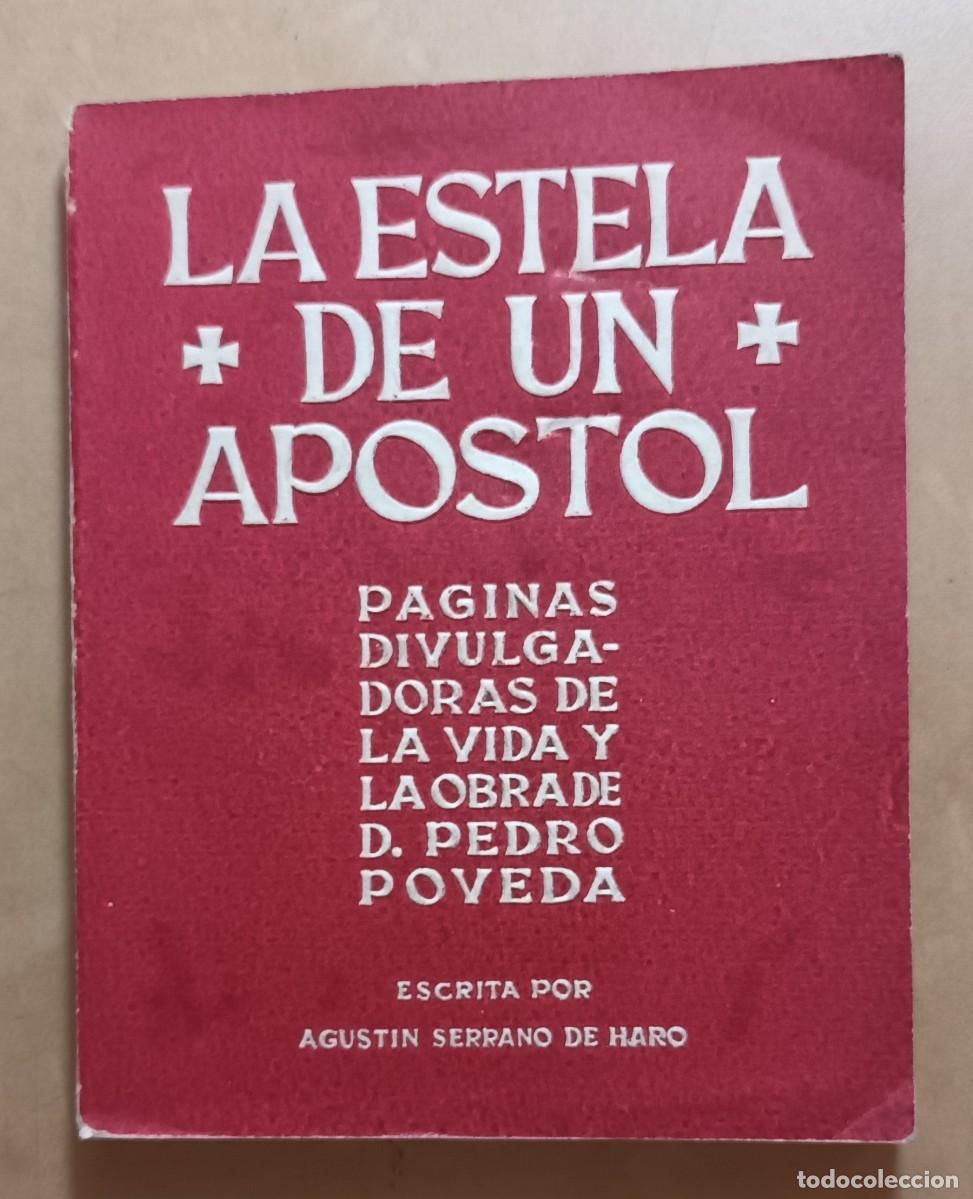 LA ESTELA
DE UN
APOSTOL
PAGINAS
DIVULGA-
DORAS DE
LA VIDA Y
LA OBRA DE
D. PEDRO
POVEDA
ESCRITA POR
AGUSTIN SERRANO DE HARO
todocoleccion